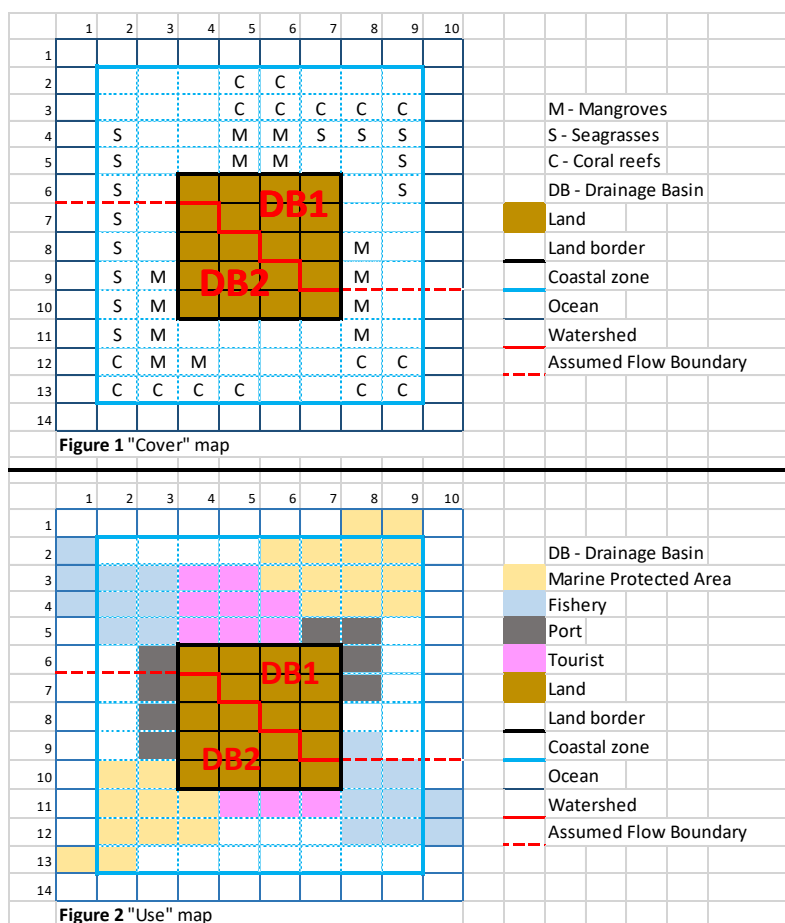 1 2 3 4 5 6 7 8 9 10
1
2 C C
3 C C C C C M - Mangroves
4 S M M S S S S - Seagrasses
5 S M M S C - Coral reefs
6 S S DB - Drainage Basin
DB1
7 S Land
8 S M Land border
9 S M M Coastal zone
DB2
10 S M M Ocean
11 S M M Watershed
12 C M M C C Assumed Flow Boundary
13 C C C C C C
14
Figure 1 "Cover" map
1 2 3 4 5 6 7 8 9 10
1
2 DB - Drainage Basin
3 Marine Protected Area
4 Fishery
5 Port
6 Tourist
DB1
7 Land
8 Land border
9 Coastal zone
DB2
10 Ocean
11 Watershed
12 Assumed Flow Boundary
13
14
Figure 2 "Use" map